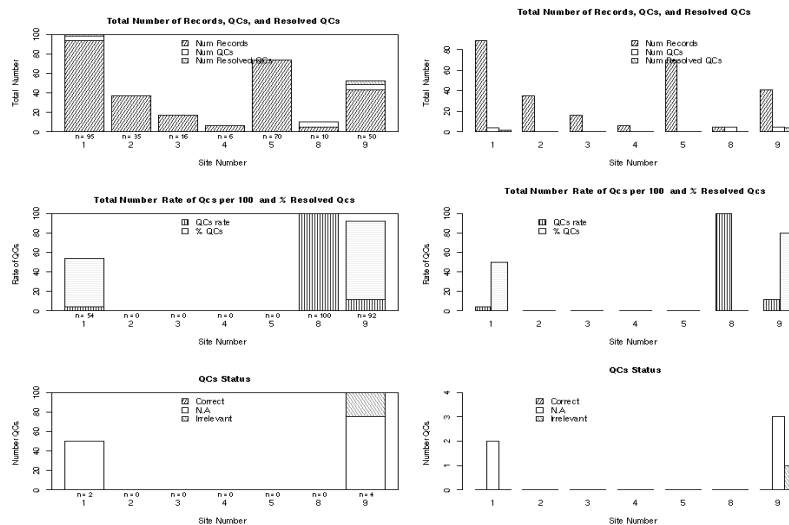 Total Number of Records, QCs, and Resolved QCs
Total Number
100
80
60
40
20
0
Num Records
Num QCs
Num Resolved QCs
n = 95
n = 35
n = 16
n = 6
n = 70
n = 10
n = 50
1
2
3
4
5
8
9
Site Number
Total Number of Records, QCs, and Resolved QCs
Total Number
80
60
40
20
0
Num Records
Num QCs
Num Resolved QCs
1
2
3
4
5
8
9
Site Number
Total Number Rate of Qcs per 100 and % Resolved Qcs
Rate of QCs
100
80
60
40
20
0
QCs rate
% QCs
n = 54
n = 0
n = 0
n = 0
n = 0
n = 100
n = 92
1
2
3
4
5
8
9
Site Number
Total Number Rate of Qcs per 100 and % Resolved Qcs
Rate of QCs
100
80
60
40
20
0
QCs rate
% QCs
1
2
3
4
5
8
9
Site Number
QCs Status
Number QCs
100
80
60
40
20
0
Correct
N.A
Irrelevant
n = 2
n = 0
n = 0
n = 0
n = 0
n = 0
n = 4
1
2
3
4
5
8
9
Site Number
QCs Status
Number QCs
4
3
2
1
0
Correct
N.A
Irrelevant
1
2
3
4
5
8
9
Site Number